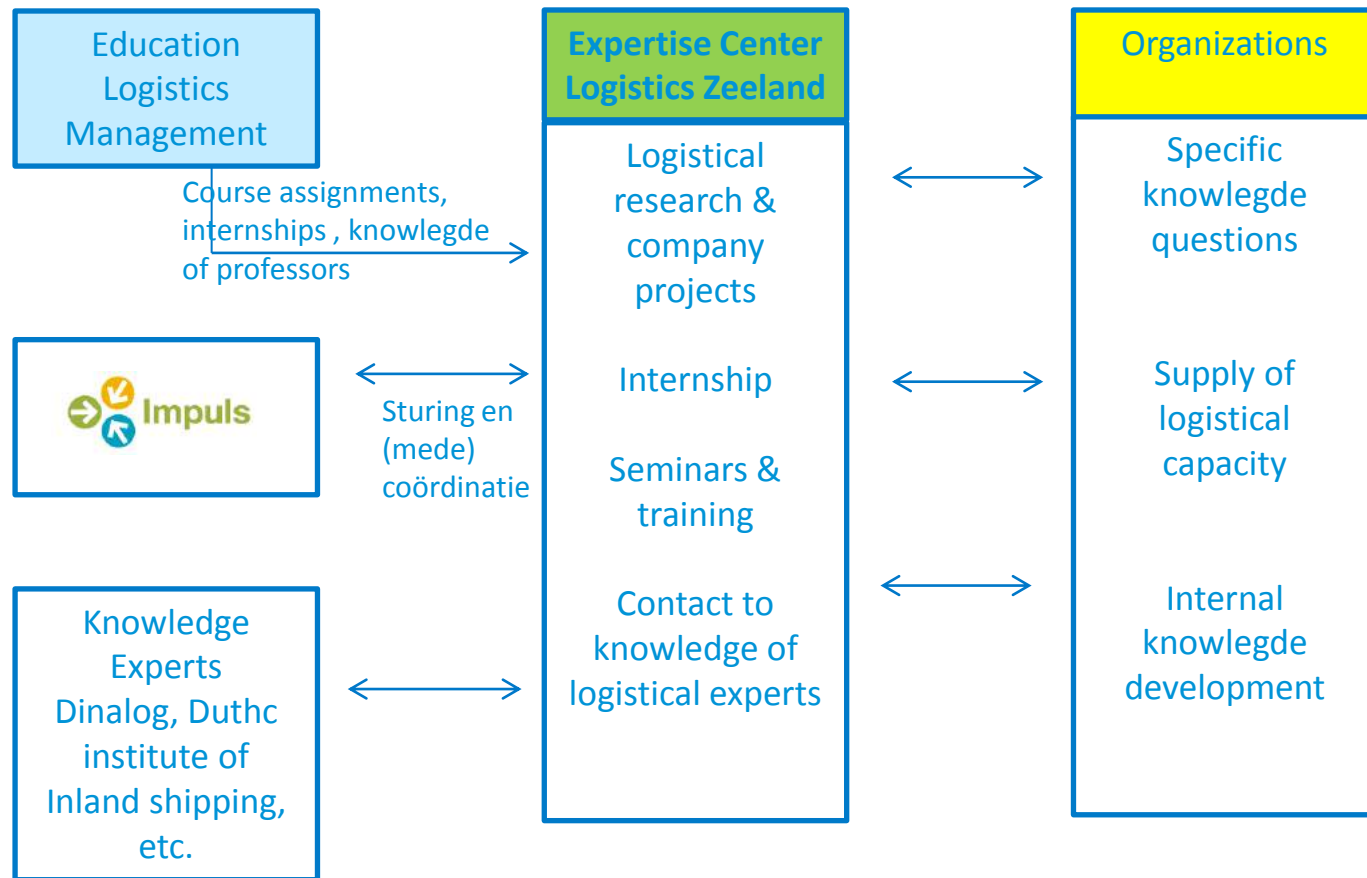 Education
Logistics
Management
Course assignments,
internships , knowlegde
of professors
Impuls
Sturing en
(mede)
coördinatie
Knowledge
Experts
Dinalog, Duthc
institute of
Inland shipping,
etc.
Expertise Center
Logistics Zeeland
Logistical
research &
company
projects
Internship
Seminars &
training
Contact to
knowledge of
logistical experts
Organizations
Specific
knowlegde
questions
Supply of
logistical
capacity
Internal
knowlegde
development